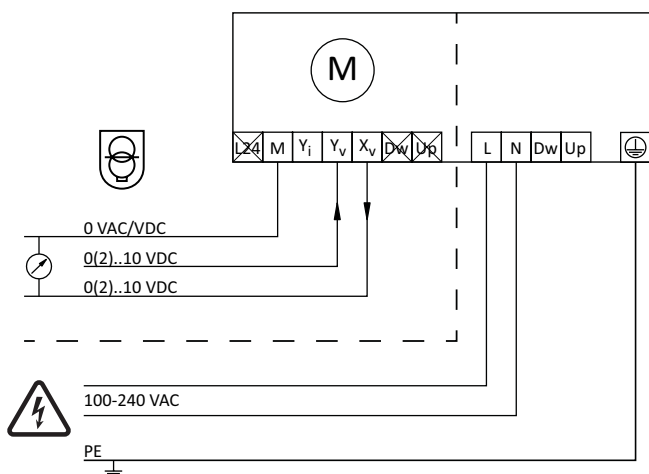 M
L24 M Yi Yv Xv Dw Up L N Dw Up
0 VAC/VDC
0(2)..10 VDC
0(2)..10 VDC
100-240 VAC
PE